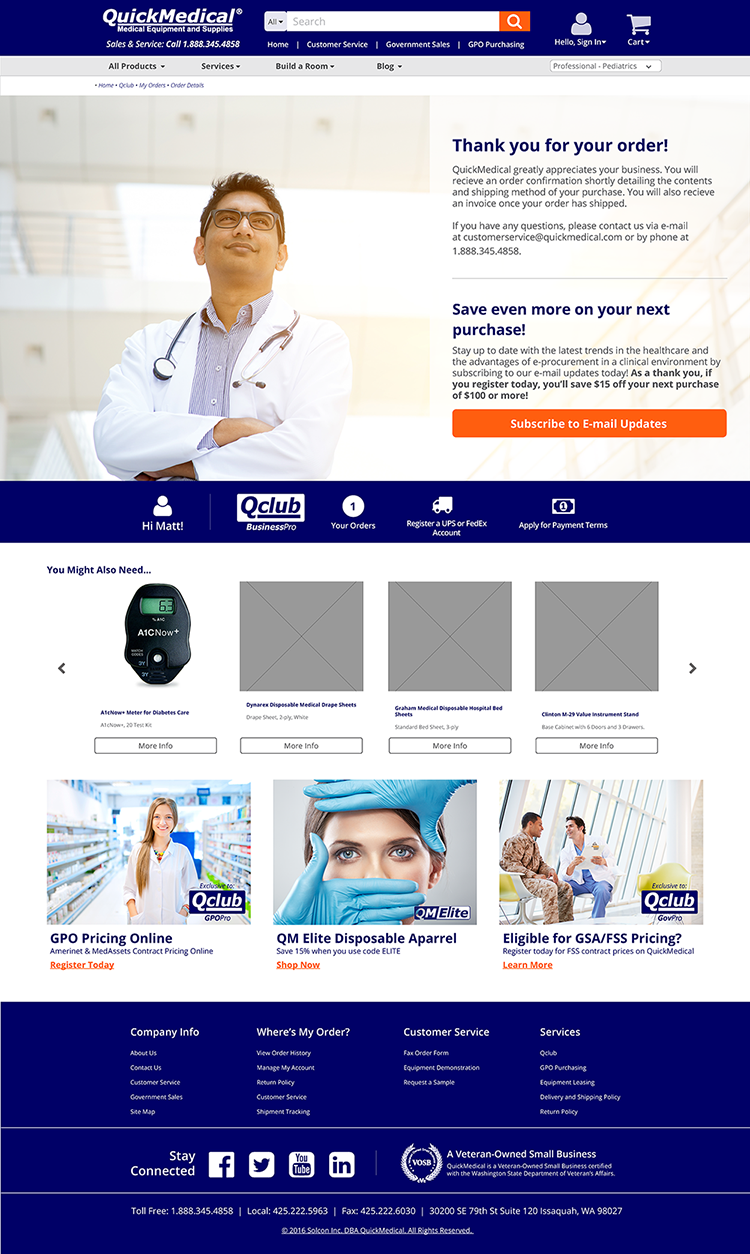 QuickMedical®
Medical Equipment and Supplies
Sales & Service: Call 1.888.345.4858
All
Search
Home | Customer Service | Government Sales | GPO Purchasing
Hello, Sign In
Cart
All Products
Services
Build a Room
Blog
Professional - Pediatrics
• Home • Qclub • My Orders • Order Details
Thank you for your order!
QuickMedical greatly appreciates your business. You will
recieve an order confirmation shortly detailing the contents
and shipping method of your purchase. You will also recieve
an invoice once your order has shipped.
If you have any questions, please contact us via e-mail
at customerservice@quickmedical.com or by phone at
1.888.345.4858.
Save even more on your next
purchase!
Stay up to date with the latest trends in the healthcare and
the advantages of e-procurement in a clinical environment by
subscribing to our e-mail updates today! As a thank you, if
you register today, you'll save $15 off your next purchase
of $100 or more!
Subscribe to E-mail Updates
Hi Matt!
Qclub
BusinessPro
1
Your Orders
Register a UPS or FedEx
Account
Apply for Payment Terms
You Might Also Need...
63
% A1C
A1CNow+
MATCH
CODES
3Y
3Y
A1cNow+ Meter for Diabetes Care
A1cNow+, 20 Test Kit
More Info
Dynarex Disposable Medical Drape Sheets
Drape Sheet, 2-ply, White
More Info
Graham Medical Disposable Hospital Bed
Sheets
Standard Bed Sheet, 3-ply
More Info
Clinton M-29 Value Instrument Stand
Base Cabinet with 6 Doors and 3 Drawers.
More Info
Exclusive to:
Qclub
GPOPro
GPO Pricing Online
Amerinet & MedAssets Contract Pricing Online
Register Today
QM Elite
QM Elite Disposable Aparrel
Save 15% when you use code ELITE
Shop Now
Exclusive to:
Qclub
GovPro
Eligible for GSA/FSS Pricing?
Register today for FSS contract prices on QuickMedical
Learn More
Company Info
About Us
Contact Us
Customer Service
Government Sales
Site Map
Where's My Order?
View Order History
Manage My Account
Return Policy
Customer Service
Shipment Tracking
Customer Service
Fax Order Form
Equipment Demonstration
Request a Sample
Services
Qclub
GPO Purchasing
Equipment Leasing
Delivery and Shipping Policy
Return Policy
Stay
Connected
You
Tube
in
VOSB
A Veteran-Owned Small Business
QuickMedical is a Veteran-Owned Small Business certified
with the Washington State Department of Veteran's Affairs.
Toll Free: 1.888.345.4858 | Local: 425.222.5963 | Fax: 425.222.6030 | 30200 SE 79th St Suite 120 Issaquah, WA 98027
© 2016 Solcon Inc. DBA QuickMedical. All Rights Reserved.